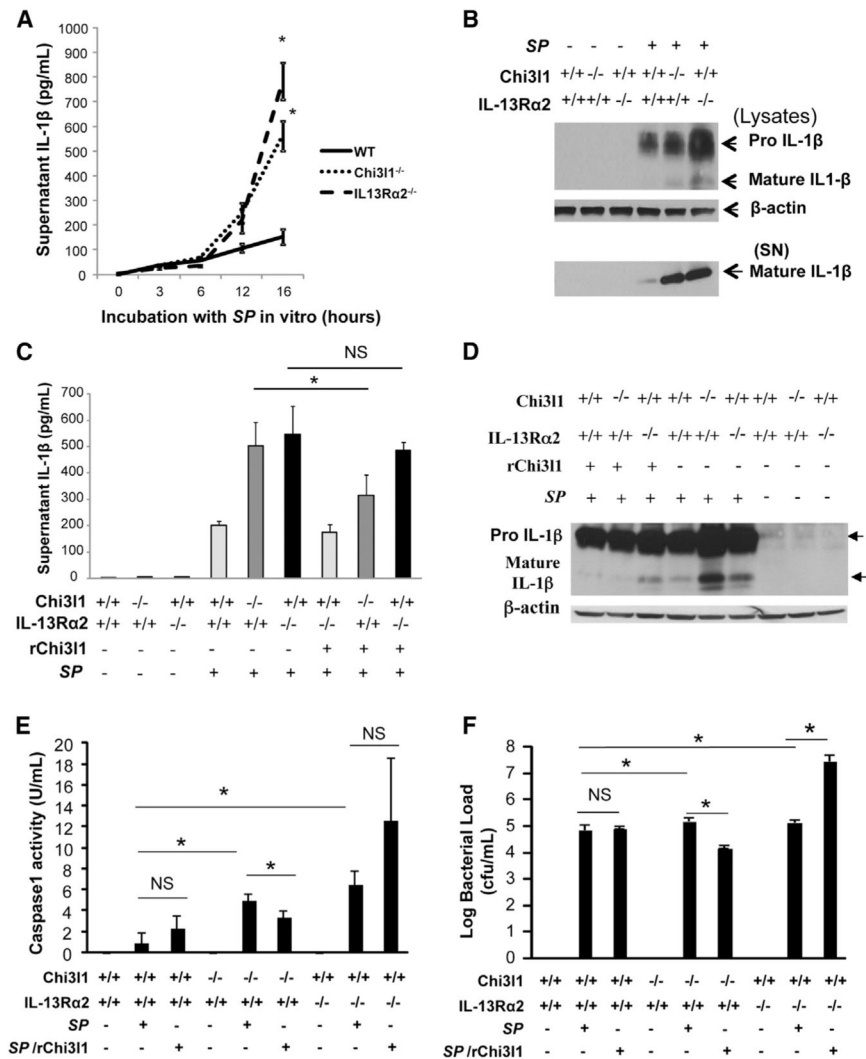 A
Supernatant IL-1β (pg/mL)
1000
900
800
700
600
500
400
300
200
100
0
*
*
WT
Chi3l1-/-
IL13Rα2-/-
0 3 6 12 16
Incubation with SP in vitro (hours)
B
SP - - - + + +
Chi3l1 +/+ -/- +/+ +/+ -/- +/+
IL-13Rα2 +/+ +/+ -/- +/+ +/+ -/-
(Lysates)
Pro IL-1β
Mature IL1-β
β-actin
(SN)
Mature IL-1β
C
Supernatant IL-1β (pg/mL)
700
600
500
400
300
200
100
0
NS
*
Chi3l1 +/+ -/- +/+ +/+ -/- +/+ +/+ -/- +/+
IL-13Rα2 +/+ +/+ -/- +/+ +/+ -/- +/+ +/+ -/-
rChi3l1 - - - - - - + + +
SP - - - + + + + + +
D
Chi3l1 +/+ -/- +/+ +/+ -/- +/+ +/+ -/- +/+
IL-13Rα2 +/+ +/+ -/- +/+ +/+ -/- +/+ +/+ -/-
rChi3l1 + + + - - - - - -
SP + + + + + + - - -
Pro IL-1β
Mature
IL-1β
β-actin
E
Caspase1 activity (U/mL)
20
18
16
14
12
10
8
6
4
2
0
NS
*
*
NS
*
Chi3l1 +/+ +/+ +/+ -/- -/- -/- +/+ +/+ +/+
IL-13Rα2 +/+ +/+ +/+ +/+ +/+ +/+ -/- -/- -/-
SP - + - + - +
SP/rChi3l1 - + - + - +
F
Log Bacterial Load
(cfu/mL)
8
7
6
5
4
3
2
1
0
*
*
*
NS
*
Chi3l1 +/+ +/+ +/+ -/- -/- -/- +/+ +/+ +/+
IL-13Rα2 +/+ +/+ +/+ +/+ +/+ +/+ -/- -/- -/-
SP - + - + - +
SP/rChi3l1 - + - + - +